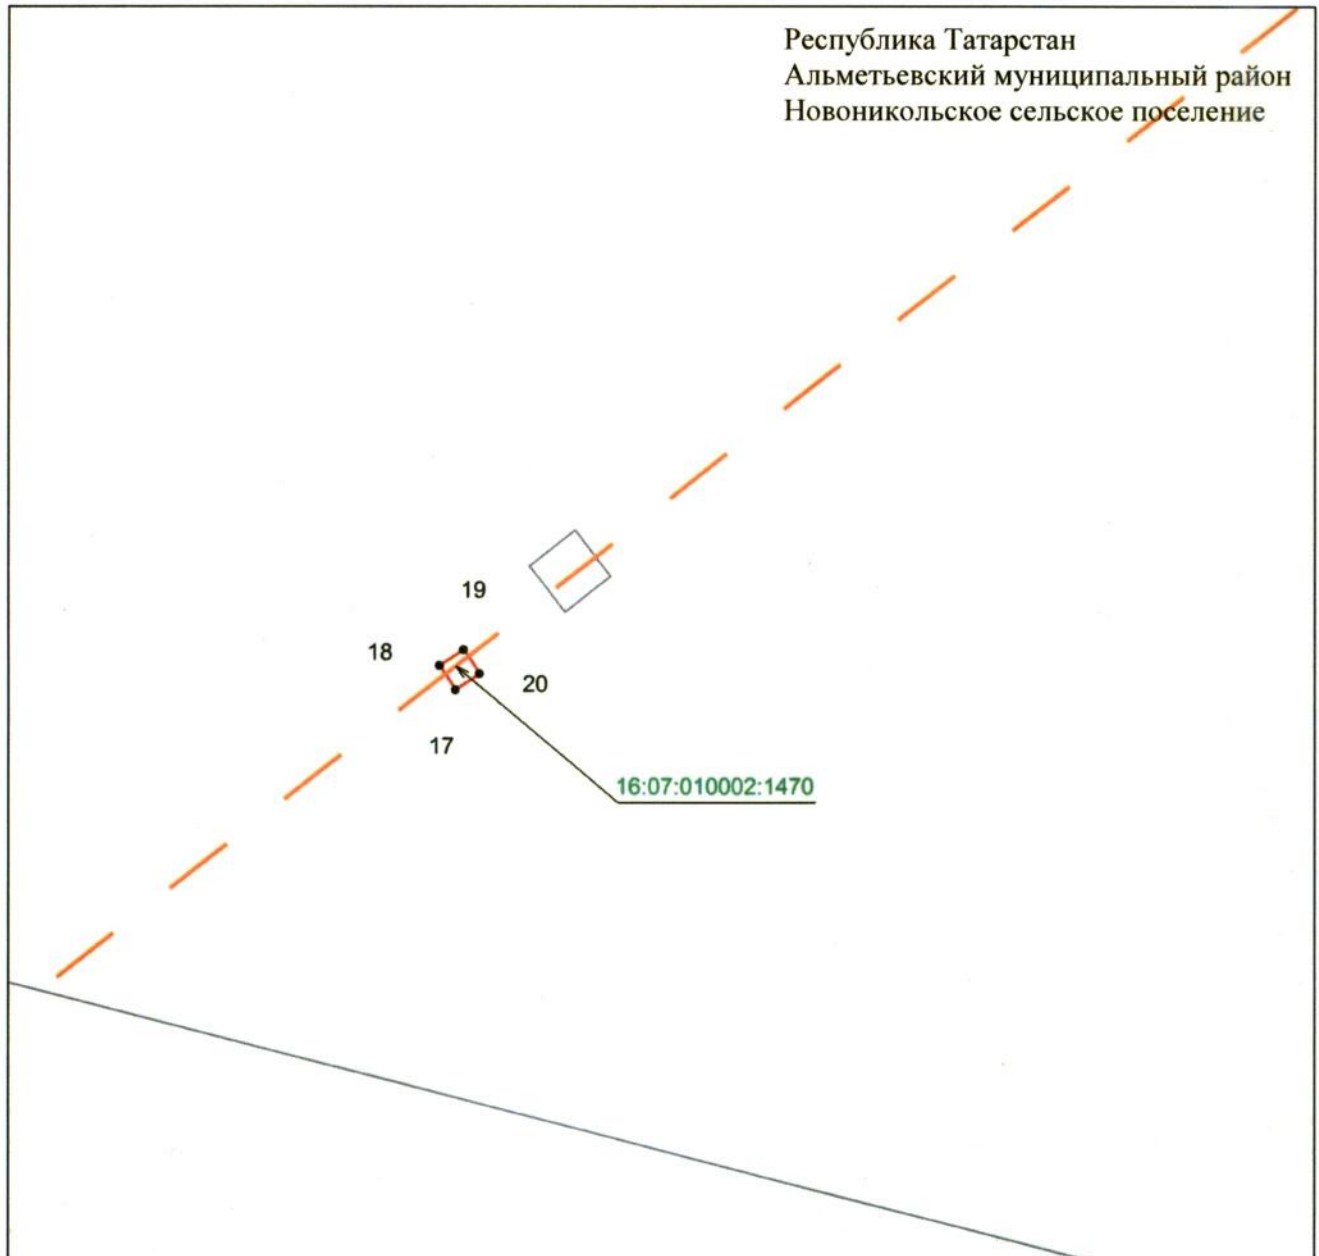 Республика Татарстан
Альметьевский муниципальный район
Новоникольское сельское поселение
19
18
20
17
16:07:010002:1470